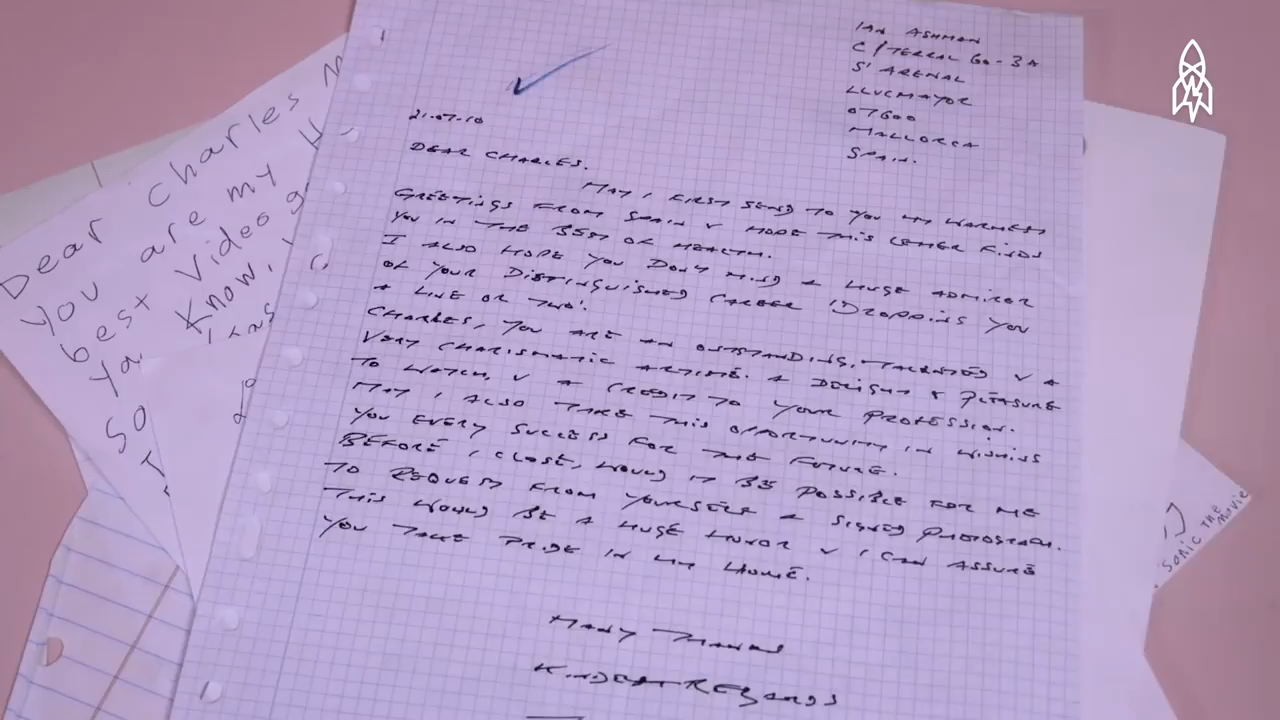 IAN ASHMAN
C/TERRAL 60-3A
S'ARENAL
LLUCMAYOR
07600
MALLORCA
SPAIN.
21.07.10
DEAR CHARLES.
MAY I FIRST SEND TO YOU MY WARMEST
GREETINGS FROM SPAIN & HOPE THIS LETTER FINDS
YOU IN THE BEST OF HEALTH.
I ALSO HOPE YOU DON'T MIND A HUGE ADMIROR
OF YOUR DISTINGUISHED CAREER 'DROPPING YOU
A LINE OR TWO'.
CHARLES, YOU ARE AN OUTSTANDING, TALENTED & A
VERY CHARISMATIC ARTISTE. A DELIGHT & PLEASURE
TO WATCH, & A CREDIT TO YOUR PROFESSION.
MAY I ALSO TAKE THIS OPPORTUNITY IN WISHING
YOU EVERY SUCCESS FOR THE FUTURE.
BEFORE I CLOSE, WOULD IT BE POSSIBLE FOR ME
TO REQUEST FROM YOURSELF A SIGNED PHOTOGRAPH.
THIS WOULD BE A HUGE HONOR & I CAN ASSURE
YOU TAKE PRIDE IN MY HOME.
MANY THANKS
KINDEST REGARDS
Dear Charles M
you are my H
best video g
Know,
Ya
So
SONIC THE
MOVIE